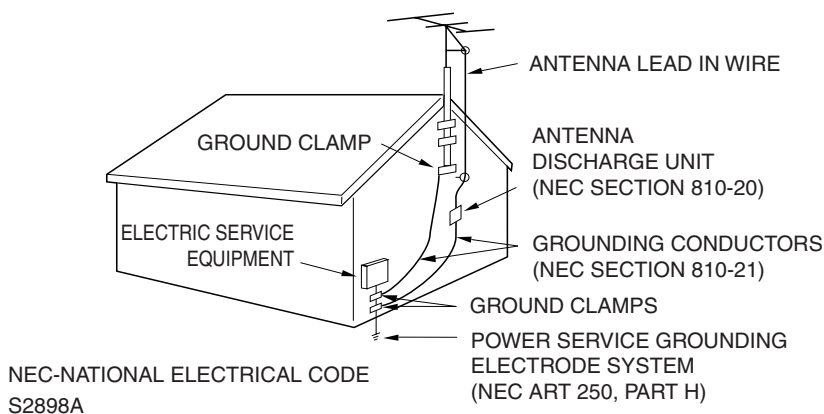 ANTENNA LEAD IN WIRE
GROUND CLAMP
ANTENNA
DISCHARGE UNIT
(NEC SECTION 810-20)
ELECTRIC SERVICE
EQUIPMENT
GROUNDING CONDUCTORS
(NEC SECTION 810-21)
GROUND CLAMPS
POWER SERVICE GROUNDING
ELECTRODE SYSTEM
(NEC ART 250, PART H)
NEC-NATIONAL ELECTRICAL CODE
S2898A